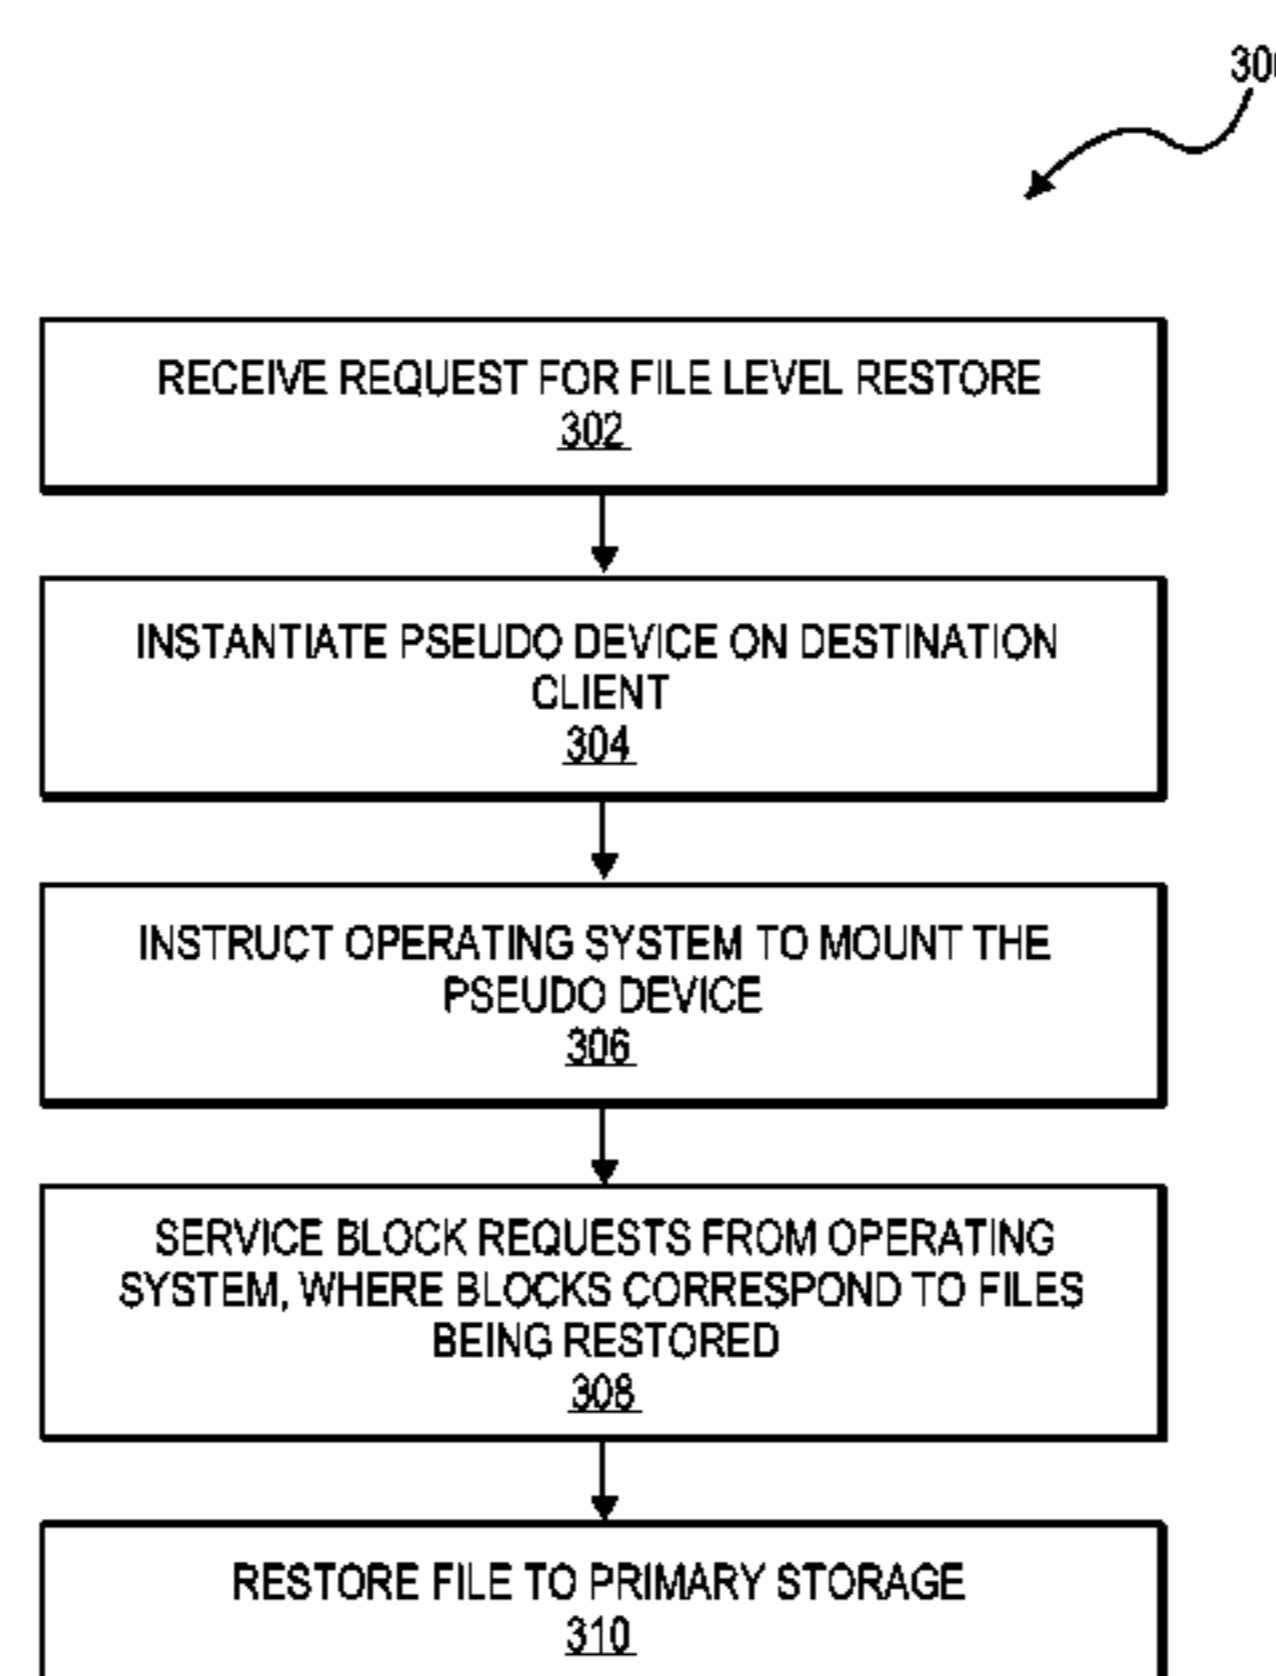 RECEIVE REQUEST FOR FILE LEVEL RESTORE
302
INSTANTIATE PSEUDO DEVICE ON DESTINATION
CLIENT
304
INSTRUCT OPERATING SYSTEM TO MOUNT THE
PSEUDO DEVICE
306
SERVICE BLOCK REQUESTS FROM OPERATING
SYSTEM, WHERE BLOCKS CORRESPOND TO FILES
BEING RESTORED
308
RESTORE FILE TO PRIMARY STORAGE
310